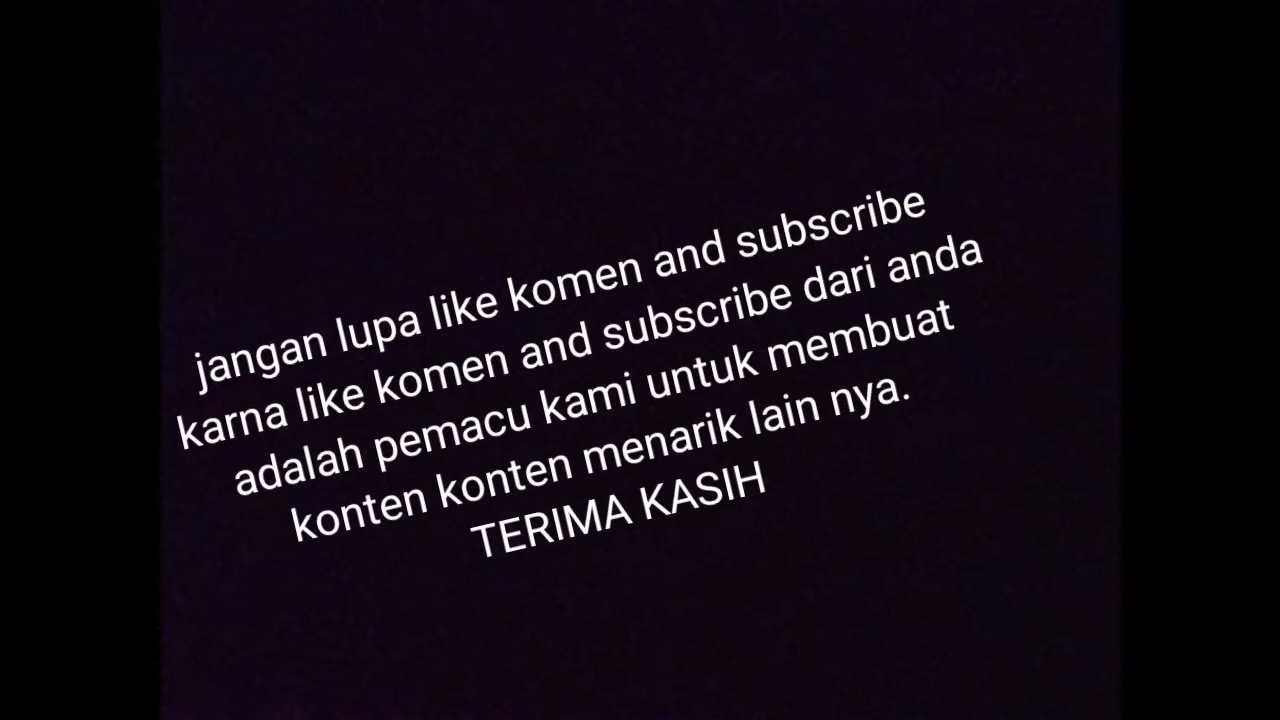 jangan lupa like komen and subscribe
karna like komen and subscribe dari anda
adalah pemacu kami untuk membuat
konten konten menarik lain nya.
TERIMA KASIH